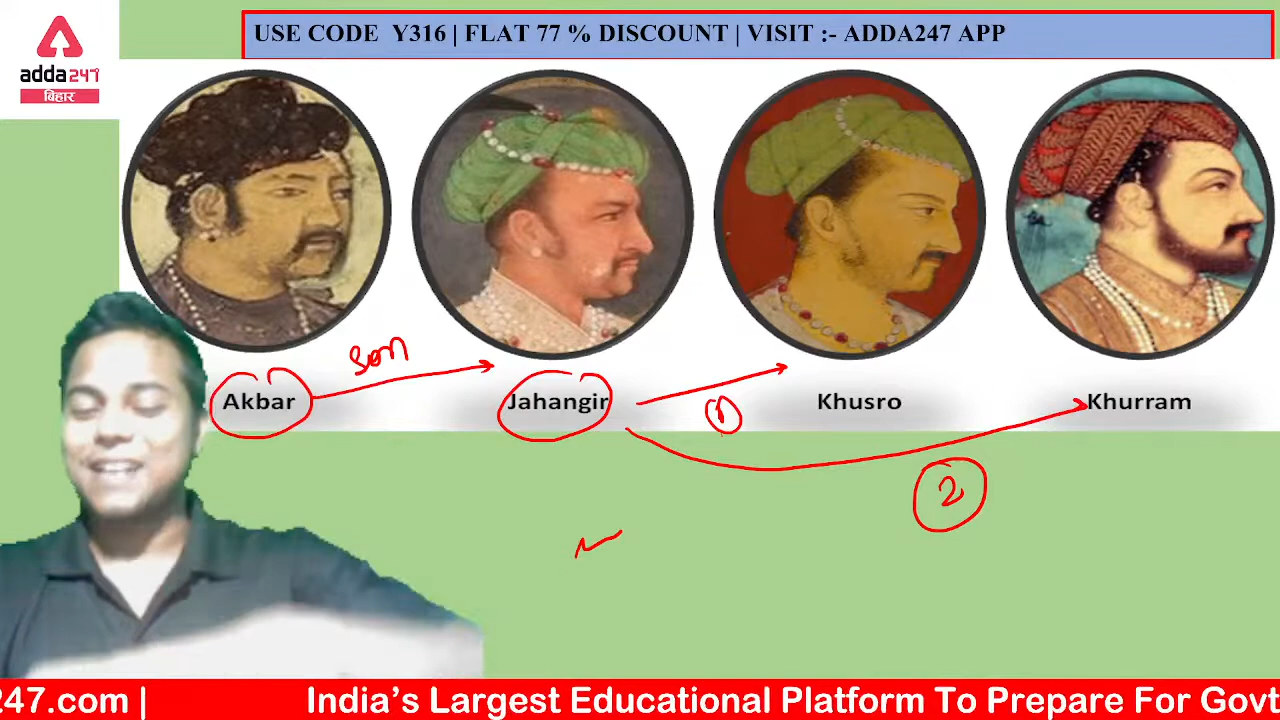 USE CODE Y316 | FLAT 77 % DISCOUNT | VISIT :- ADDA247 APP
adda247
बिहार
son
Akbar
Jahangir
Khusro
Khurram
1
2
247.com | India's Largest Educational Platform To Prepare For Govt